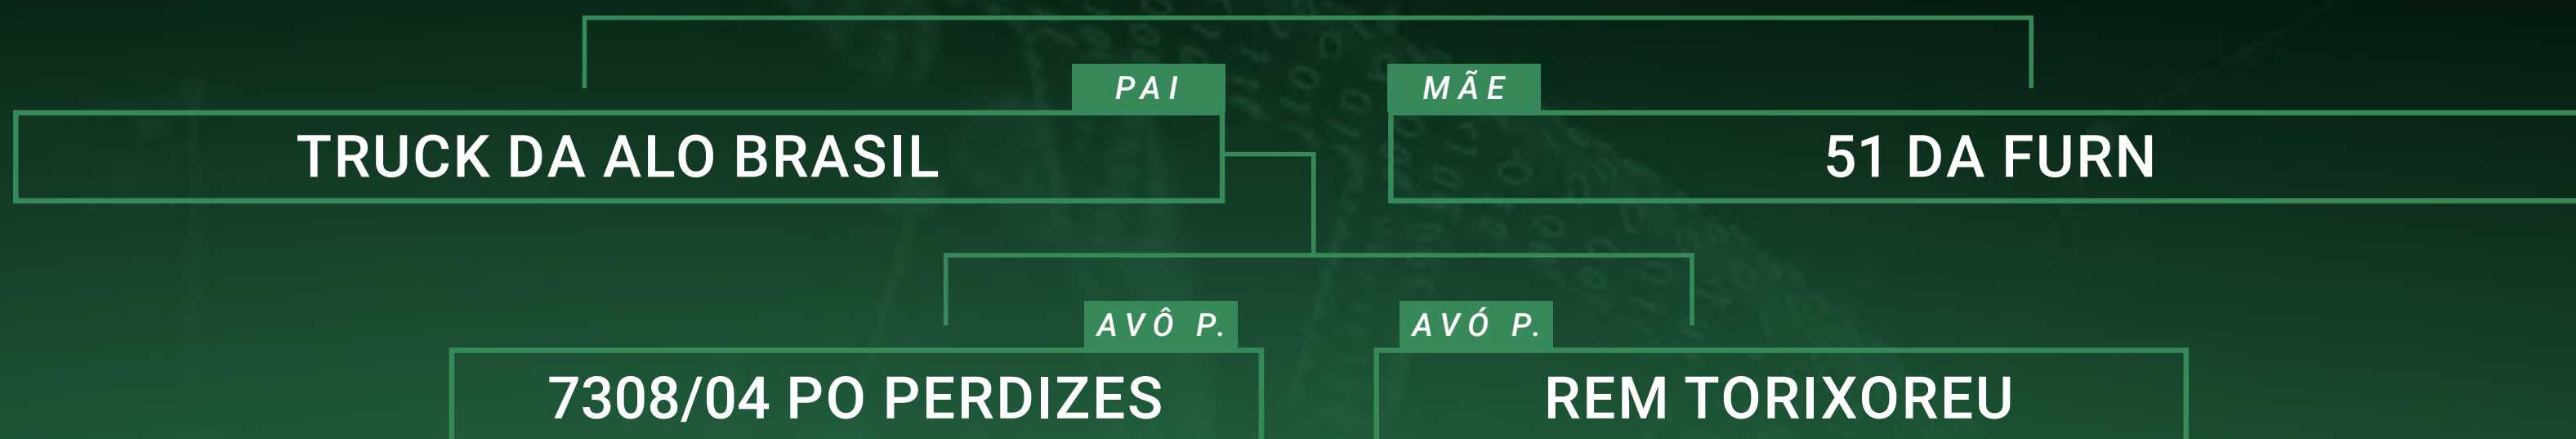 PAI
MÃE
TRUCK DA ALO BRASIL
51 DA FURN
AVÔ P.
AVÓ P.
7308/04 PO PERDIZES
REM TORIXOREU